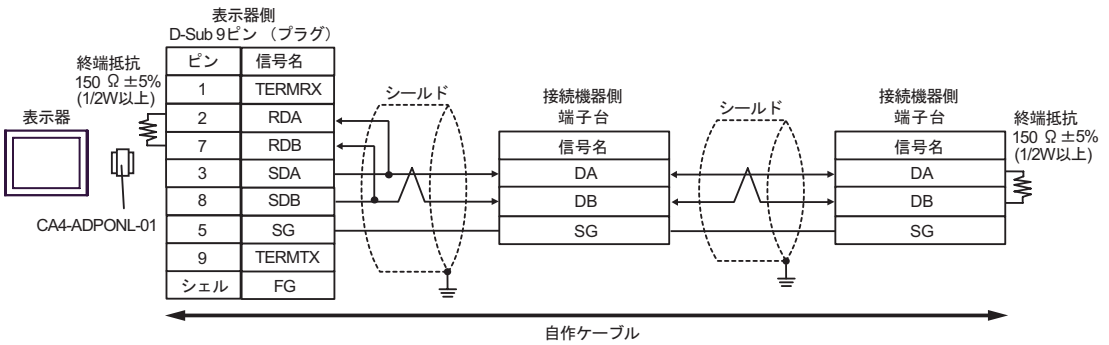 表示器側
D-Sub 9ピン （プラグ）
終端抵抗
150 Ω ±5%
(1/2W以上)
表示器
CA4-ADPONL-01
ピン 信号名
1 TERMRX
2 RDA
7 RDB
3 SDA
8 SDB
5 SG
9 TERMTX
シェル FG
シールド
接続機器側
端子台
信号名
DA
DB
SG
シールド
接続機器側
端子台
信号名
DA
DB
SG
終端抵抗
150 Ω ±5%
(1/2W以上)
自作ケーブル